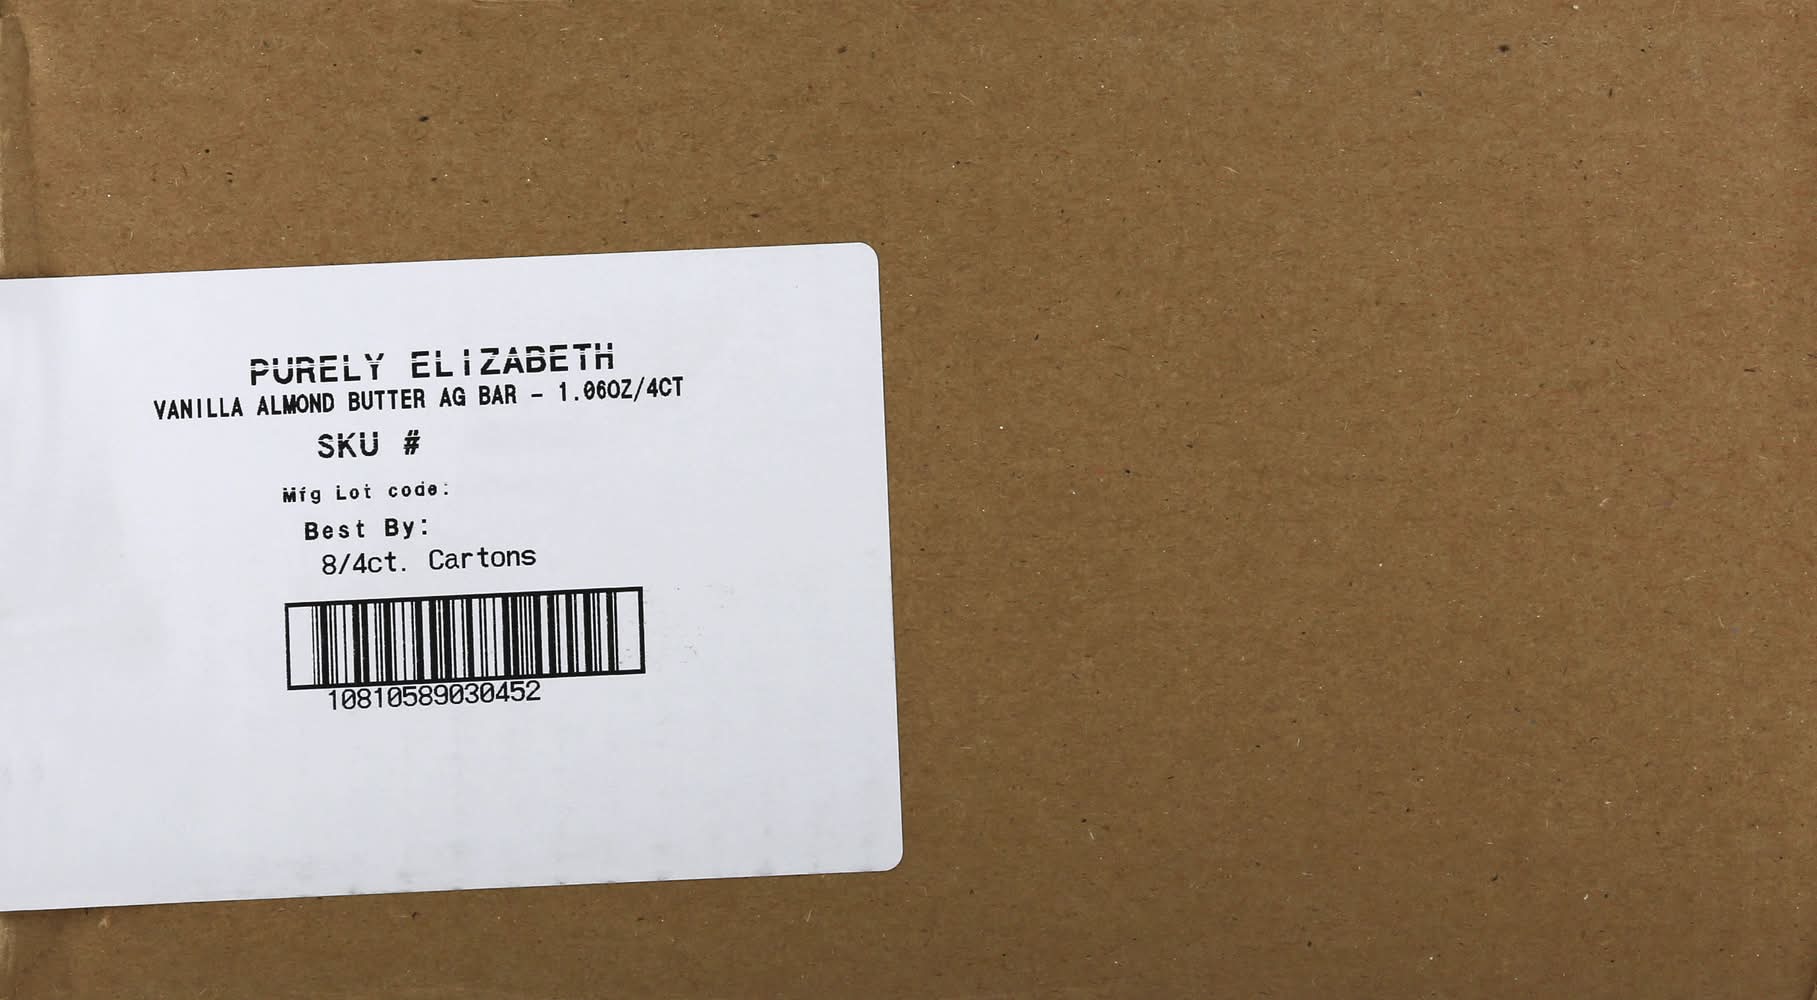 PURELY ELIZABETH
VANILLA ALMOND BUTTER AG BAR - 1.06OZ/4CT
SKU #
Mfg Lot code:
Best By:
8/4ct. Cartons
10810589030452